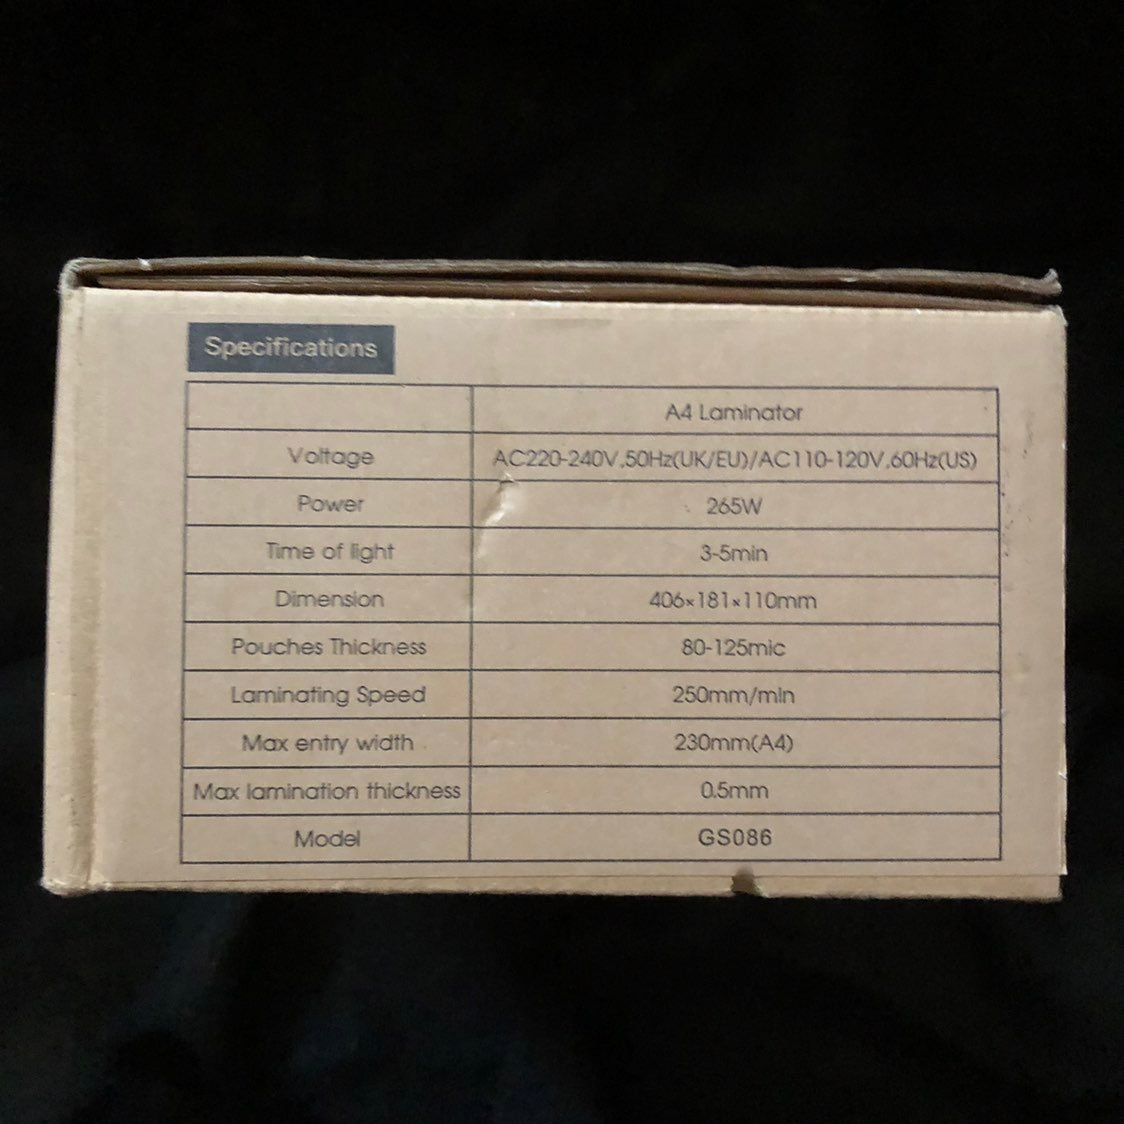 Specifications
A4 Laminator
Voltage AC220-240V,50Hz(UK/EU)/AC110-120V,60Hz(US)
Power 265W
Time of light 3-5min
Dimension 406×181×110mm
Pouches Thickness 80-125mic
Laminating Speed 250mm/min
Max entry width 230mm(A4)
Max lamination thickness 0.5mm
Model GS086